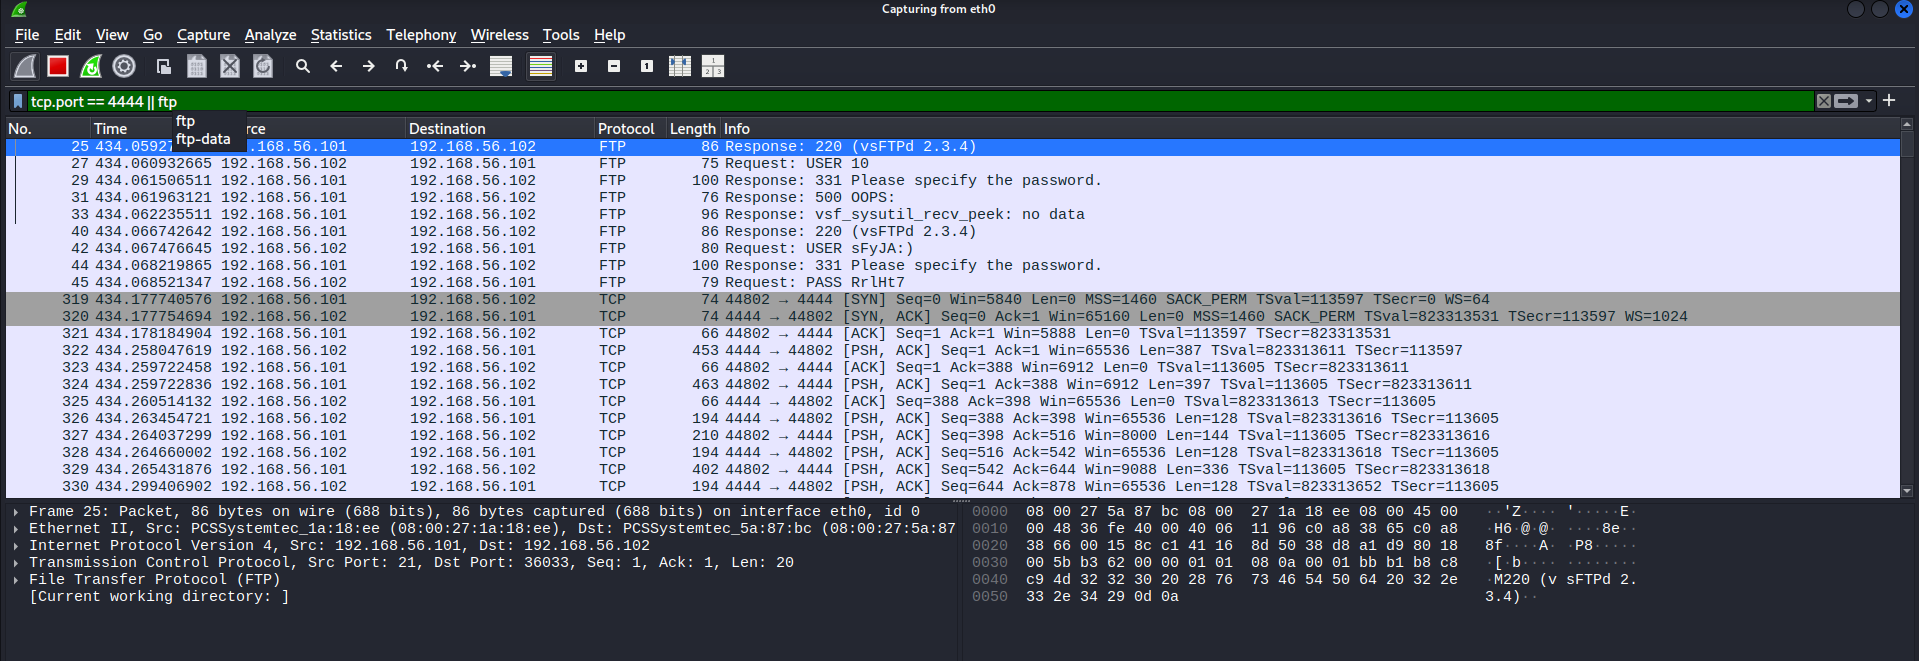 Capturing from eth0
File Edit View Go Capture Analyze Statistics Telephony Wireless Tools Help
tcp.port == 4444 || ftp
ftp
ftp-data
No. Time rce Destination Protocol Length Info
25 434.0592 .168.56.101 192.168.56.102 FTP 86 Response: 220 (vsFTPd 2.3.4)
27 434.060932665 192.168.56.102 192.168.56.101 FTP 75 Request: USER 10
29 434.061506511 192.168.56.101 192.168.56.102 FTP 100 Response: 331 Please specify the password.
31 434.061963121 192.168.56.101 192.168.56.102 FTP 76 Response: 500 OOPS:
33 434.062235511 192.168.56.101 192.168.56.102 FTP 96 Response: vsf_sysutil_recv_peek: no data
40 434.066742642 192.168.56.101 192.168.56.102 FTP 86 Response: 220 (vsFTPd 2.3.4)
42 434.067476645 192.168.56.102 192.168.56.101 FTP 80 Request: USER sFyJA:)
44 434.068219865 192.168.56.101 192.168.56.102 FTP 100 Response: 331 Please specify the password.
45 434.068521347 192.168.56.102 192.168.56.101 FTP 79 Request: PASS RrlHt7
319 434.177740576 192.168.56.101 192.168.56.102 TCP 74 44802 → 4444 [SYN] Seq=0 Win=5840 Len=0 MSS=1460 SACK_PERM TSval=113597 TSecr=0 WS=64
320 434.177754694 192.168.56.102 192.168.56.101 TCP 74 4444 → 44802 [SYN, ACK] Seq=0 Ack=1 Win=65160 Len=0 MSS=1460 SACK_PERM TSval=823313531 TSecr=113597 WS=1024
321 434.178184904 192.168.56.101 192.168.56.102 TCP 66 44802 → 4444 [ACK] Seq=1 Ack=1 Win=5888 Len=0 TSval=113597 TSecr=823313531
322 434.258047619 192.168.56.102 192.168.56.101 TCP 453 4444 → 44802 [PSH, ACK] Seq=1 Ack=1 Win=65536 Len=387 TSval=823313611 TSecr=113597
323 434.259722458 192.168.56.101 192.168.56.102 TCP 66 44802 → 4444 [ACK] Seq=1 Ack=388 Win=6912 Len=0 TSval=113605 TSecr=823313611
324 434.259722836 192.168.56.101 192.168.56.102 TCP 463 44802 → 4444 [PSH, ACK] Seq=1 Ack=388 Win=6912 Len=397 TSval=113605 TSecr=823313611
325 434.260514132 192.168.56.102 192.168.56.101 TCP 66 4444 → 44802 [ACK] Seq=388 Ack=398 Win=65536 Len=0 TSval=823313613 TSecr=113605
326 434.263454721 192.168.56.102 192.168.56.101 TCP 194 4444 → 44802 [PSH, ACK] Seq=388 Ack=398 Win=65536 Len=128 TSval=823313616 TSecr=113605
327 434.264037299 192.168.56.101 192.168.56.102 TCP 210 44802 → 4444 [PSH, ACK] Seq=398 Ack=516 Win=8000 Len=144 TSval=113605 TSecr=823313616
328 434.264660002 192.168.56.102 192.168.56.101 TCP 194 4444 → 44802 [PSH, ACK] Seq=516 Ack=542 Win=65536 Len=128 TSval=823313618 TSecr=113605
329 434.265431876 192.168.56.101 192.168.56.102 TCP 402 44802 → 4444 [PSH, ACK] Seq=542 Ack=644 Win=9088 Len=336 TSval=113605 TSecr=823313618
330 434.299406902 192.168.56.102 192.168.56.101 TCP 194 4444 → 44802 [PSH, ACK] Seq=644 Ack=878 Win=65536 Len=128 TSval=823313652 TSecr=113605
Frame 25: Packet, 86 bytes on wire (688 bits), 86 bytes captured (688 bits) on interface eth0, id 0
Ethernet II, Src: PCSSystemtec_1a:18:ee (08:00:27:1a:18:ee), Dst: PCSSystemtec_5a:87:bc (08:00:27:5a:87
Internet Protocol Version 4, Src: 192.168.56.101, Dst: 192.168.56.102
Transmission Control Protocol, Src Port: 21, Dst Port: 36033, Seq: 1, Ack: 1, Len: 20
File Transfer Protocol (FTP)
[Current working directory: ]
0000 08 00 27 5a 87 bc 08 00 27 1a 18 ee 08 00 45 00 ··'Z···· '·····E·
0010 00 48 36 fe 40 00 40 06 11 96 c0 a8 38 65 c0 a8 ·H6·@·@· ····8e··
0020 38 66 00 15 8c c1 41 16 8d 50 38 d8 a1 d9 80 18 8f····A· ·P8·····
0030 00 5b b3 62 00 00 01 01 08 0a 00 01 bb b1 b8 c8 ·[·b···· ········
0040 c9 4d 32 32 30 20 28 76 73 46 54 50 64 20 32 2e ·M220 (v sFTPd 2.
0050 33 2e 34 29 0d 0a 3.4)··